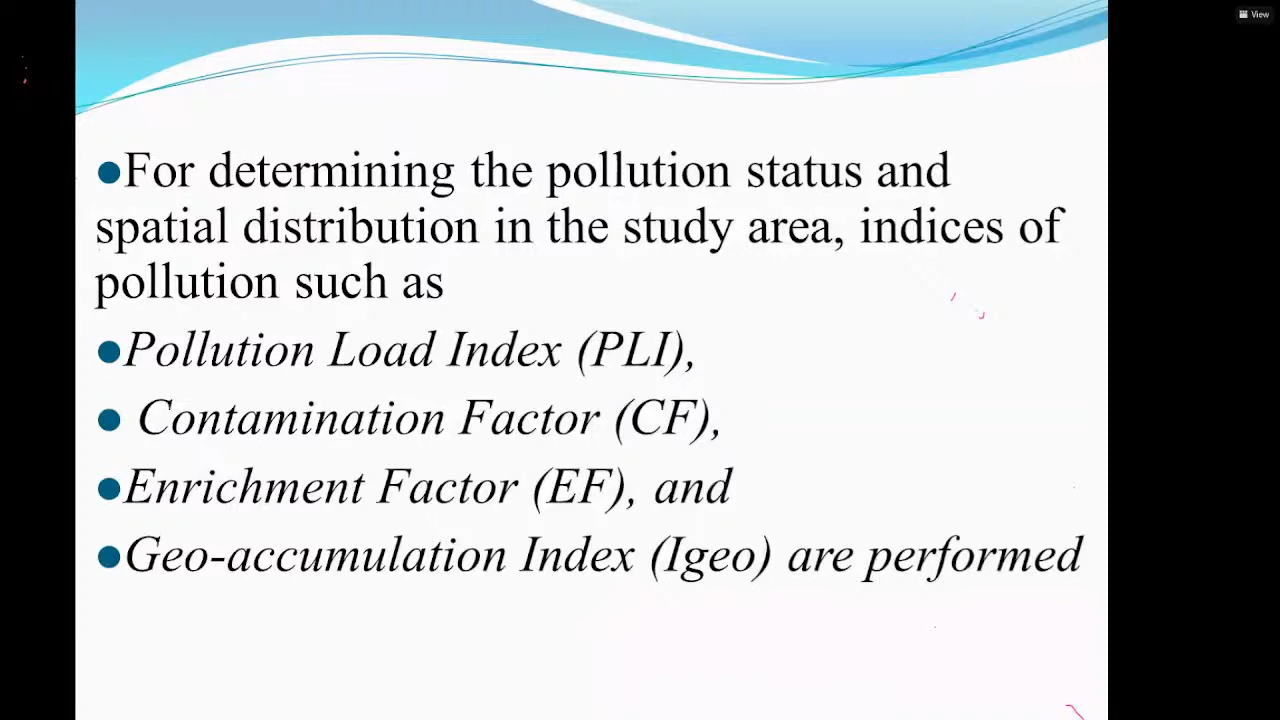 View
●For determining the pollution status and
spatial distribution in the study area, indices of
pollution such as
●Pollution Load Index (PLI),
● Contamination Factor (CF),
●Enrichment Factor (EF), and
●Geo-accumulation Index (Igeo) are performed